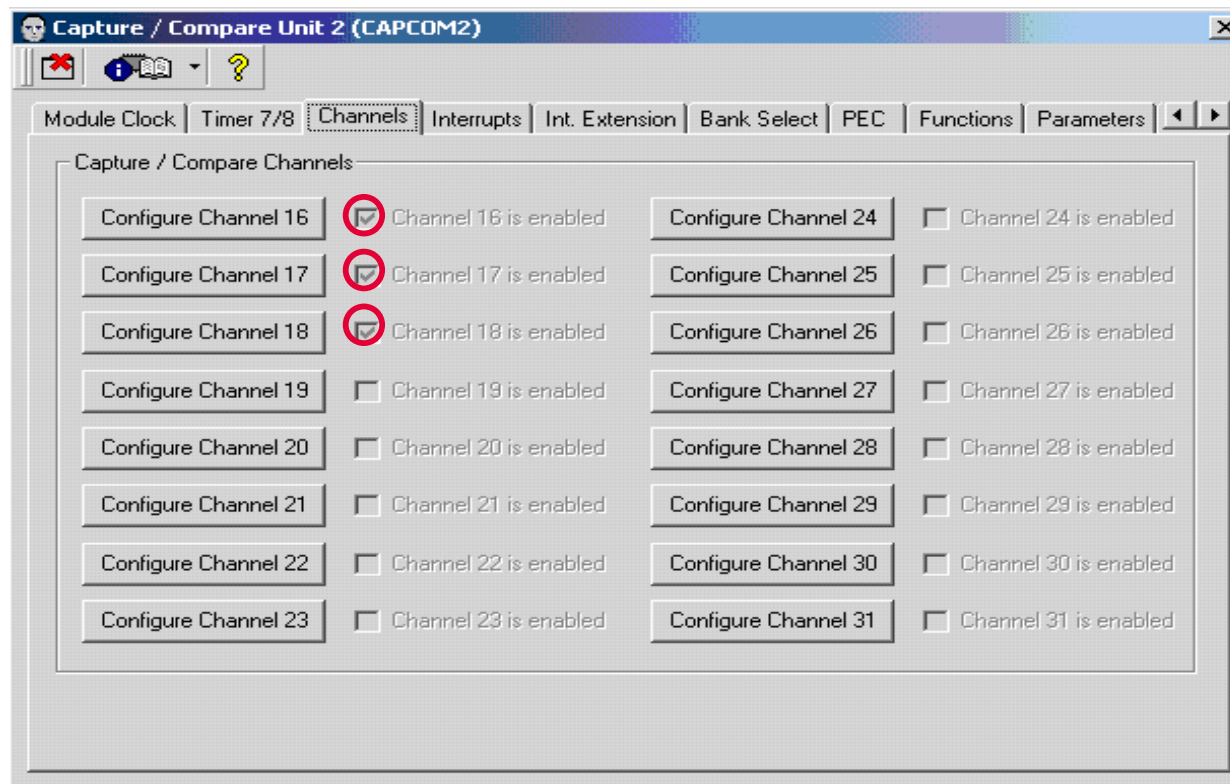 Capture / Compare Unit 2 (CAPCOM2)
Module Clock Timer 7/8 Channels Interrupts Int. Extension Bank Select PEC Functions Parameters
Capture / Compare Channels
Configure Channel 16 Channel 16 is enabled Configure Channel 24 Channel 24 is enabled
Configure Channel 17 Channel 17 is enabled Configure Channel 25 Channel 25 is enabled
Configure Channel 18 Channel 18 is enabled Configure Channel 26 Channel 26 is enabled
Configure Channel 19 Channel 19 is enabled Configure Channel 27 Channel 27 is enabled
Configure Channel 20 Channel 20 is enabled Configure Channel 28 Channel 28 is enabled
Configure Channel 21 Channel 21 is enabled Configure Channel 29 Channel 29 is enabled
Configure Channel 22 Channel 22 is enabled Configure Channel 30 Channel 30 is enabled
Configure Channel 23 Channel 23 is enabled Configure Channel 31 Channel 31 is enabled